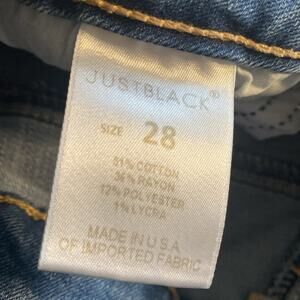 JUSTBLACK®
SIZE 28
51% COTTON
36% RAYON
12% POLYESTER
1% LYCRA
MADE IN U.S.A
OF IMPORTED FABRIC